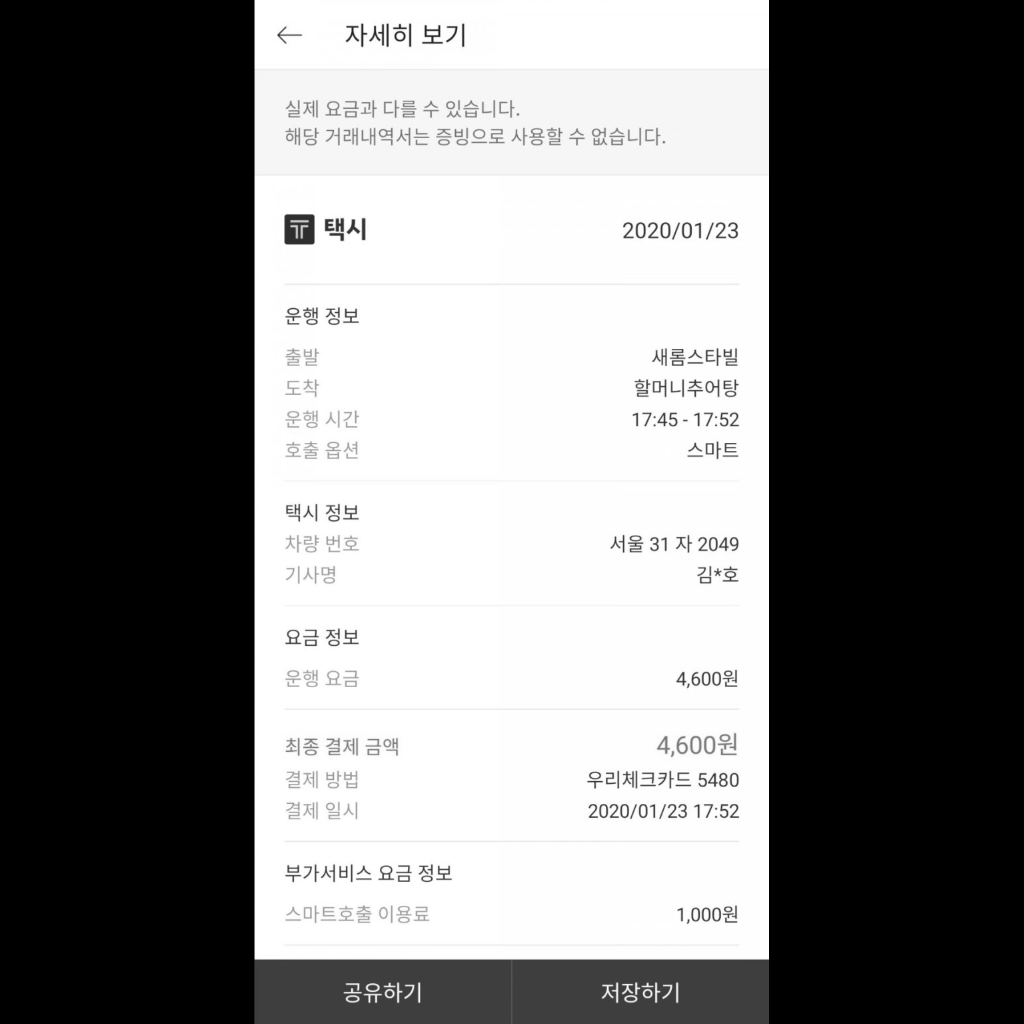 자세히 보기
실제 요금과 다를 수 있습니다.
해당 거래내역서는 증빙으로 사용할 수 없습니다.
T 택시 2020/01/23
운행 정보
출발 새롬스타빌
도착 할머니추어탕
운행 시간 17:45 - 17:52
호출 옵션 스마트
택시 정보
차량 번호 서울 31 자 2049
기사명 김*호
요금 정보
운행 요금 4,600원
최종 결제 금액 4,600원
결제 방법 우리체크카드 5480
결제 일시 2020/01/23 17:52
부가서비스 요금 정보
스마트호출 이용료 1,000원
공유하기 저장하기